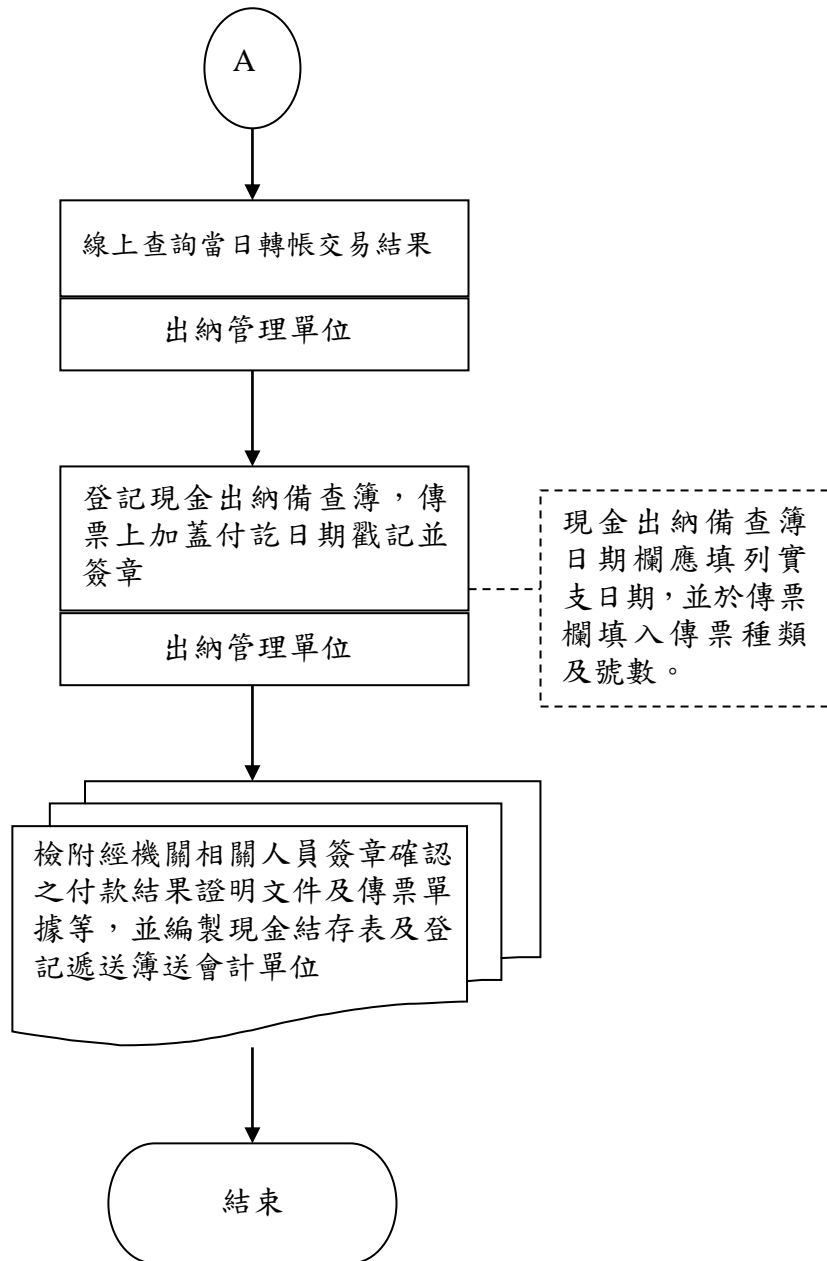 A
線上查詢當日轉帳交易結果
出納管理單位
登記現金出納備查簿，傳
票上加蓋付訖日期戳記並
簽章
出納管理單位
現金出納備查簿
日期欄應填列實
支日期，並於傳票
欄填入傳票種類
及號數。
檢附經機關相關人員簽章確認
之付款結果證明文件及傳票單
據等，並編製現金結存表及登
記遞送簿送會計單位
結束